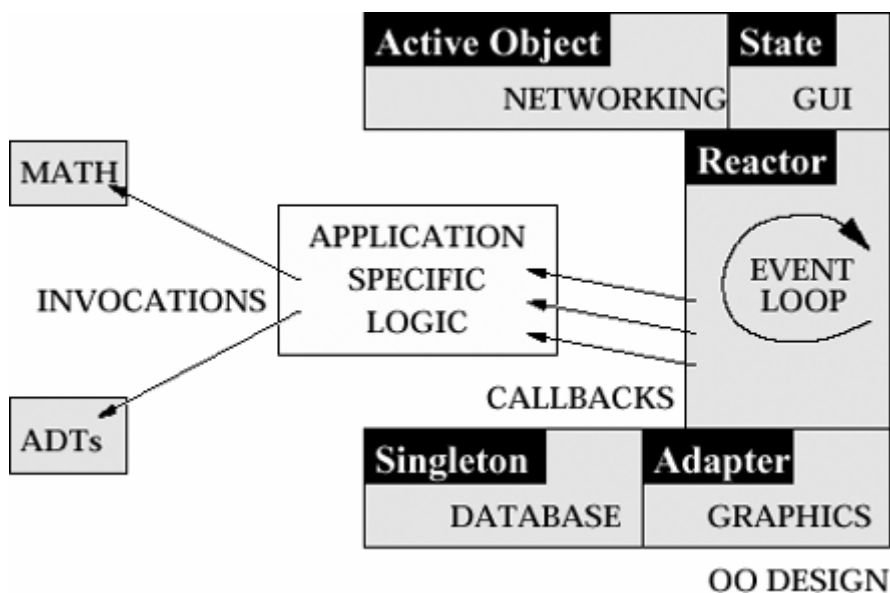 Active Object State
NETWORKING GUI
MATH
Reactor
APPLICATION
SPECIFIC
LOGIC
EVENT
LOOP
INVOCATIONS
CALLBACKS
ADTs
Singleton Adapter
DATABASE GRAPHICS
OO DESIGN